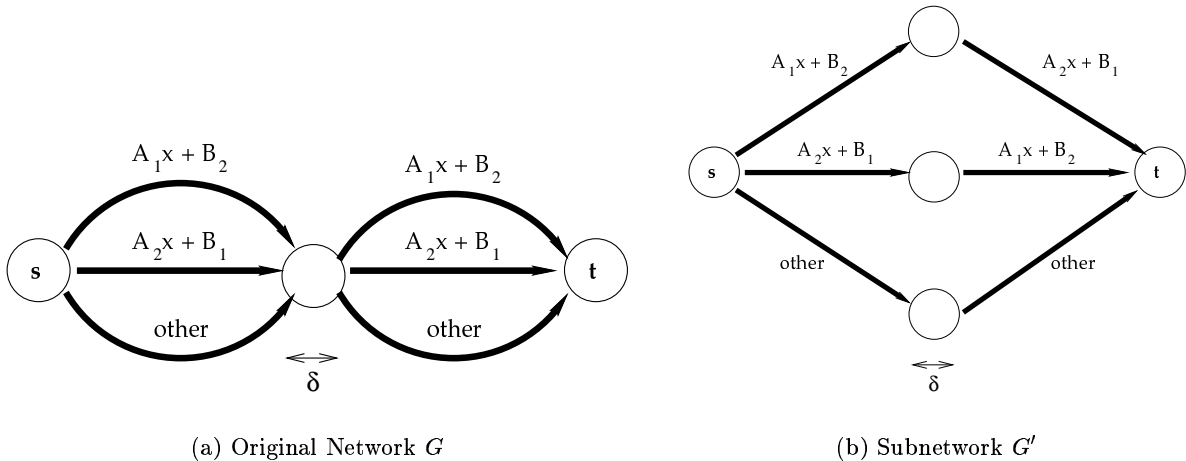 A₁x + B₂
A₁x + B₂
A₂x + B₁
A₂x + B₁
s
t
other
other
δ
(a) Original Network G
A₁x + B₂
A₂x + B₁
A₂x + B₁
A₁x + B₂
s
t
other
other
δ
(b) Subnetwork G′